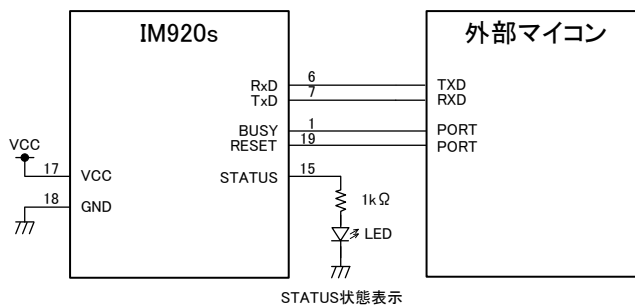 IM920s
外部マイコン
RxD 6 TXD
TxD 7 RXD
BUSY 1 PORT
RESET 19 PORT
VCC
17 VCC
STATUS 15
18 GND
1kΩ
LED
STATUS状態表示